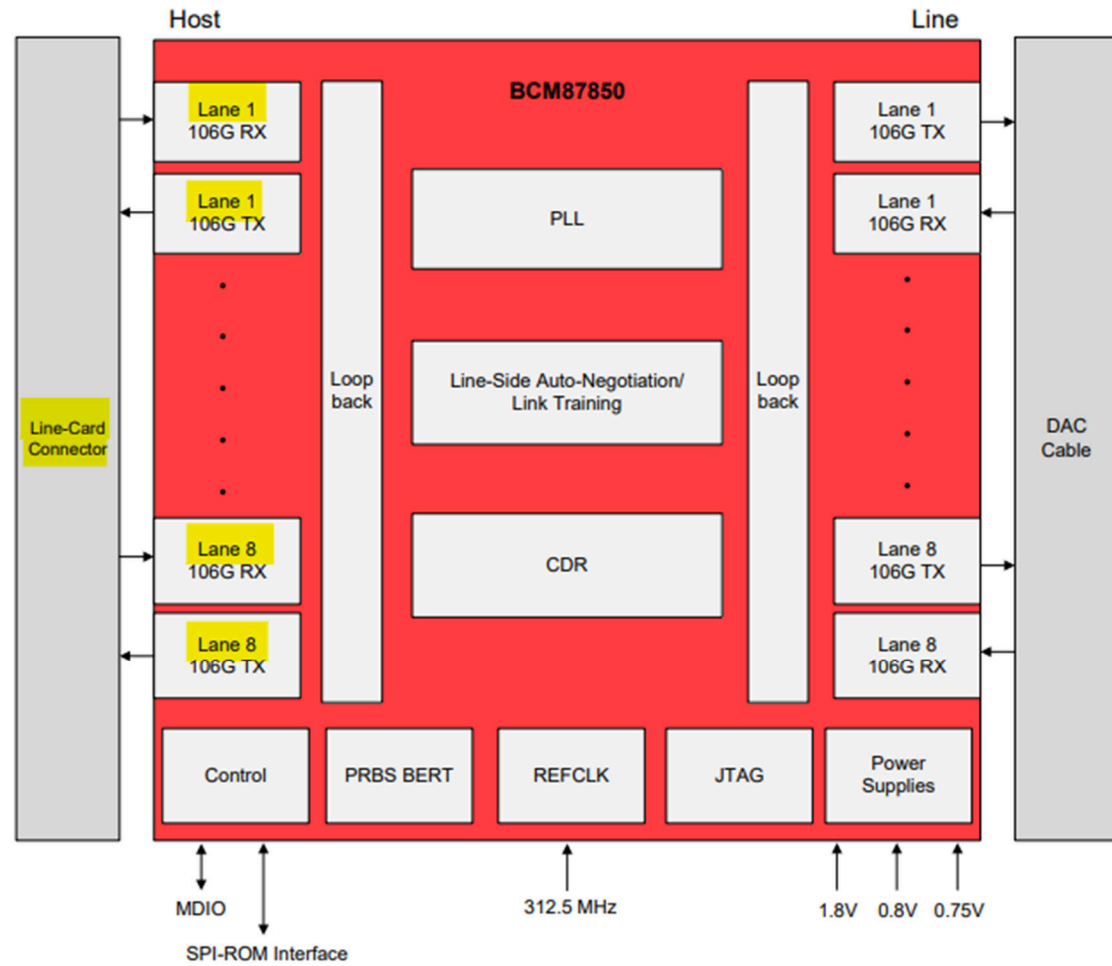 Host
Line
BCM87850
Lane 1
106G RX
Lane 1
106G TX
Lane 8
106G RX
Lane 8
106G TX
Line-Card
Connector
Loop
back
PLL
Line-Side Auto-Negotiation/
Link Training
CDR
Loop
back
Lane 1
106G TX
Lane 1
106G RX
Lane 8
106G TX
Lane 8
106G RX
DAC
Cable
Control
PRBS BERT
REFCLK
JTAG
Power
Supplies
MDIO
SPI-ROM Interface
312.5 MHz
1.8V
0.8V
0.75V